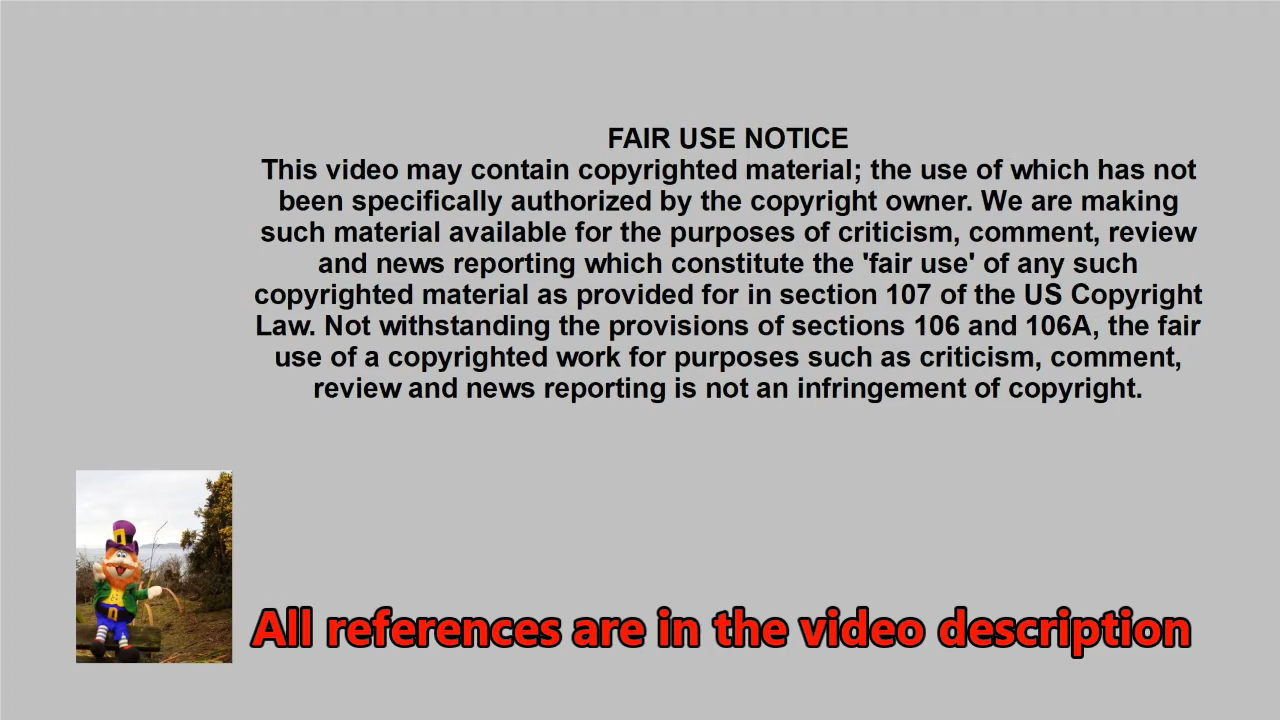 FAIR USE NOTICE
This video may contain copyrighted material; the use of which has not
been specifically authorized by the copyright owner. We are making
such material available for the purposes of criticism, comment, review
and news reporting which constitute the 'fair use' of any such
copyrighted material as provided for in section 107 of the US Copyright
Law. Not withstanding the provisions of sections 106 and 106A, the fair
use of a copyrighted work for purposes such as criticism, comment,
review and news reporting is not an infringement of copyright.
All references are in the video description